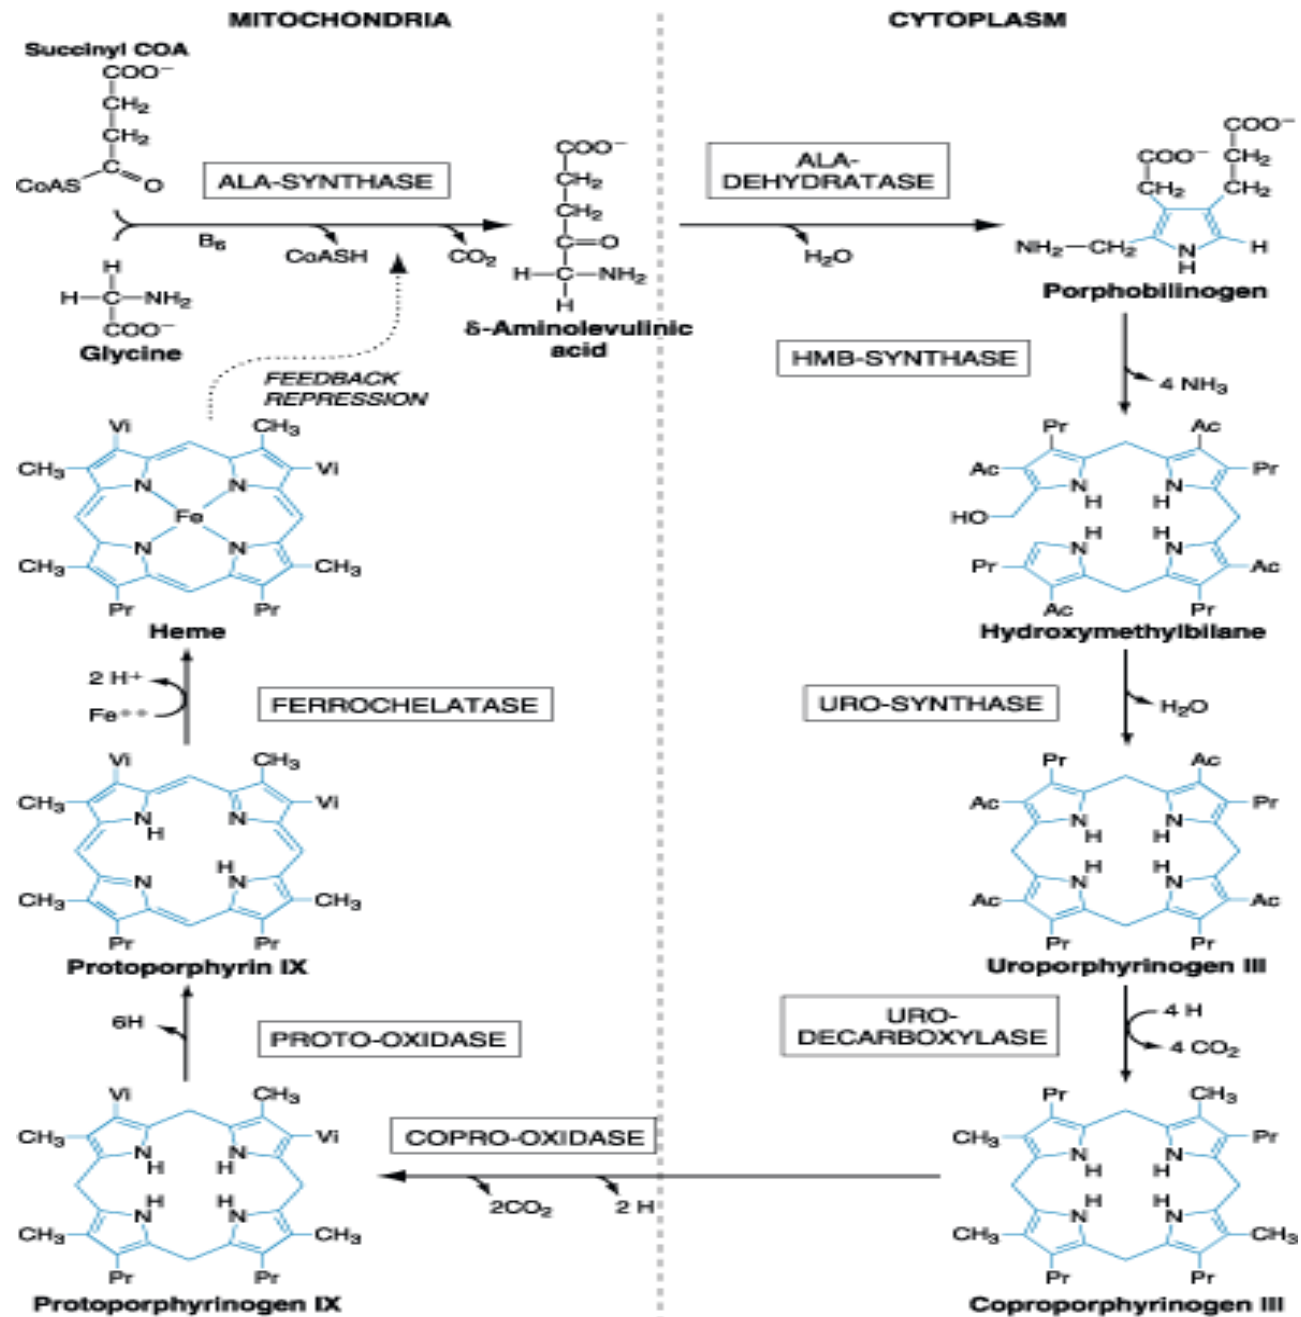 MITOCHONDRIA
CYTOPLASM
Succinyl COA
COO⁻
CH₂
CH₂
C
O
CoAS
ALA-SYNTHASE
B₆
CoASH
CO₂
H
H—C—NH₂
COO⁻
Glycine
COO⁻
CH₂
CH₂
C=O
H—C—NH₂
H
δ-Aminolevulinic
acid
ALA-
DEHYDRATASE
H₂O
COO⁻
COO⁻
CH₂
CH₂
CH₂
NH₂—CH₂
N
H
H
Porphobilinogen
HMB-SYNTHASE
4 NH₃
Pr
Ac
Ac
Pr
N
H
N
H
HO
H
N
H
N
Pr
Ac
Ac
Pr
Hydroxymethylbilane
URO-SYNTHASE
H₂O
Pr
Ac
Ac
Pr
N
H
N
H
H
N
H
N
Ac
Ac
Pr
Pr
Uroporphyrinogen III
URO-
DECARBOXYLASE
4 H
4 CO₂
Pr
CH₃
CH₃
Pr
N
H
N
H
H
N
H
N
CH₃
CH₃
Pr
Pr
Coproporphyrinogen III
COPRO-OXIDASE
2CO₂
2 H
Vi
CH₃
CH₃
Vi
N
H
N
H
H
N
H
N
CH₃
CH₃
Pr
Pr
Protoporphyrinogen IX
PROTO-OXIDASE
6H
Vi
CH₃
CH₃
Vi
N
H
N
N
H
N
CH₃
CH₃
Pr
Pr
Protoporphyrin IX
FERROCHELATASE
2 H⁺
Fe⁺⁺
Vi
CH₃
CH₃
Vi
N
N
Fe
N
N
CH₃
CH₃
Pr
Pr
Heme
FEEDBACK
REPRESSION